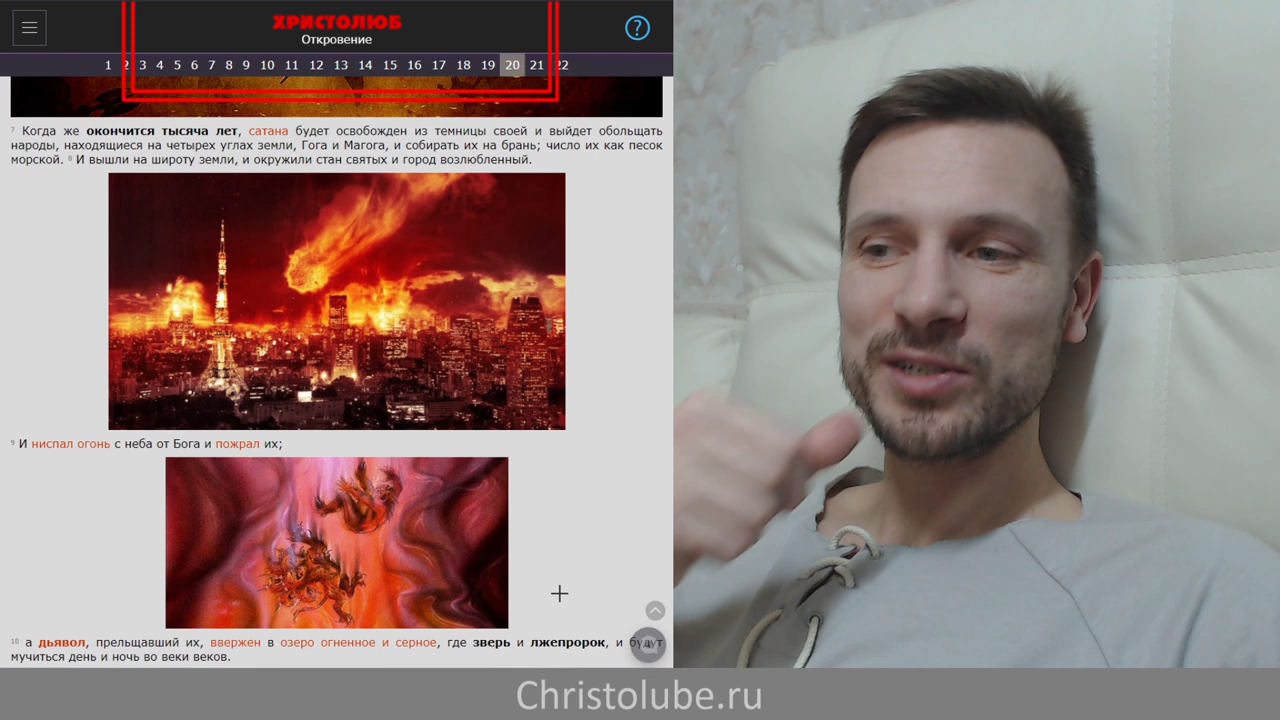 ХРИСТОЛЮБ
?
Откровение
1 2 3 4 5 6 7 8 9 10 11 12 13 14 15 16 17 18 19 20 21 22
7 Когда же окончится тысяча лет, сатана будет освобожден из темницы своей и выйдет обольщать
народы, находящиеся на четырех углах земли, Гога и Магога, и собирать их на брань; число их как песок
морской. 8 И вышли на широту земли, и окружили стан святых и город возлюбленный.
9 И ниспал огонь с неба от Бога и пожрал их;
10 а дьявол, прельщавший их, ввержен в озеро огненное и серное, где зверь и лжепророк, и будут
мучиться день и ночь во веки веков.
Christolube.ru